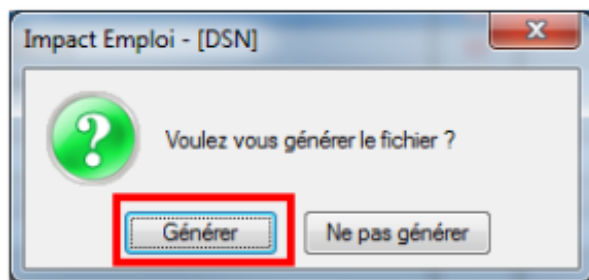 Impact Emploi - [DSN]
Voulez vous générer le fichier ?
Générer
Ne pas générer